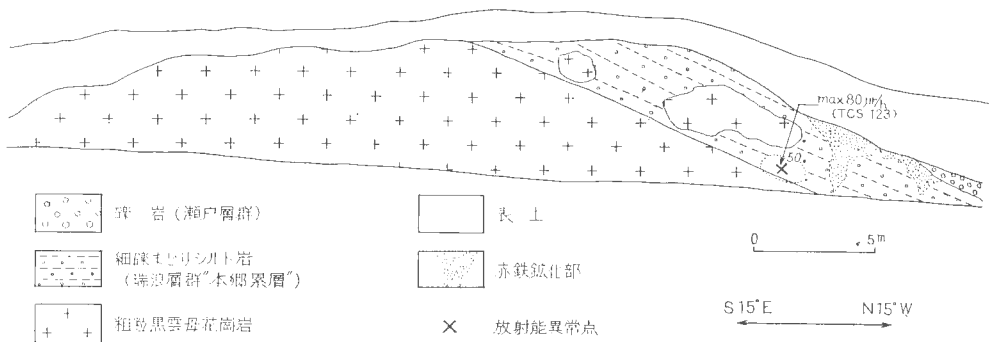 max 80 μr/h
(TCS 123)
50
礫岩(瀬戸層群)
細礫まじりシルト岩
(瑞浪層群"本郷累層")
粗粒黒雲母花崗岩
表土
赤鉄鉱化部
放射能異常点
0 5m
S15°E N15°W